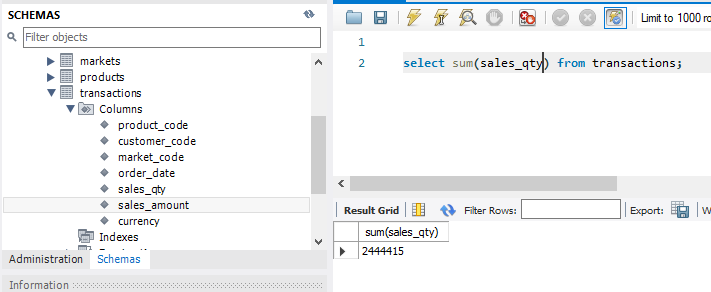 SCHEMAS
Filter objects
markets
products
transactions
Columns
product_code
customer_code
market_code
order_date
sales_qty
sales_amount
currency
Indexes
Administration Schemas
Information
Limit to 1000 ro
1
2 select sum(sales_qty) from transactions;
Result Grid Filter Rows: Export: W
sum(sales_qty)
2444415